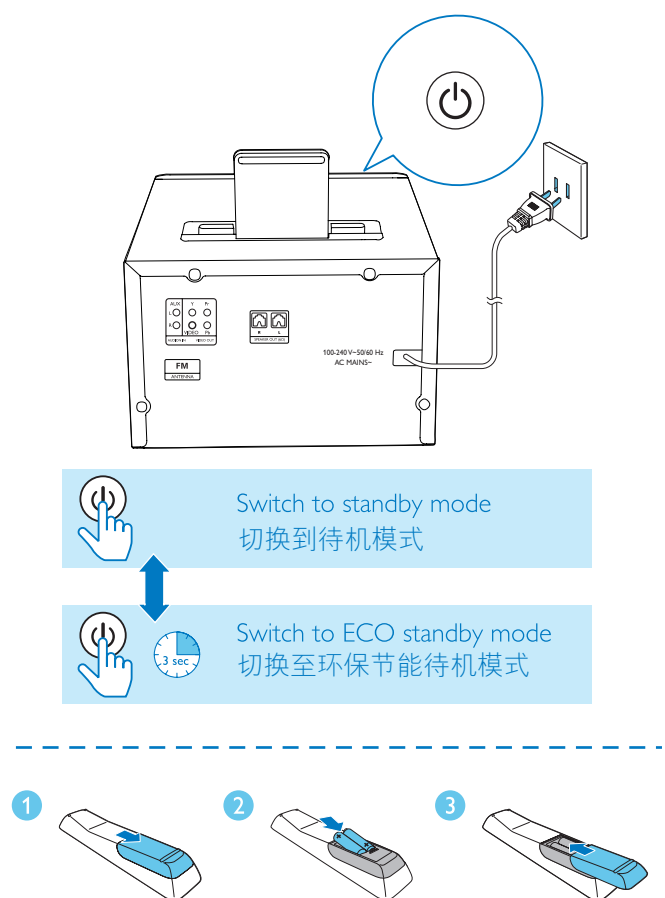 AUX Y Pr
L
R VIDEO Pb
AUDIO IN VIDEO OUT
R L
SPEAKER OUT (6Ω)
FM
ANTENNA
100-240 V~50/60 Hz
AC MAINS~
Switch to standby mode
切换到待机模式
3 sec
Switch to ECO standby mode
切换至环保节能待机模式
1 2 3